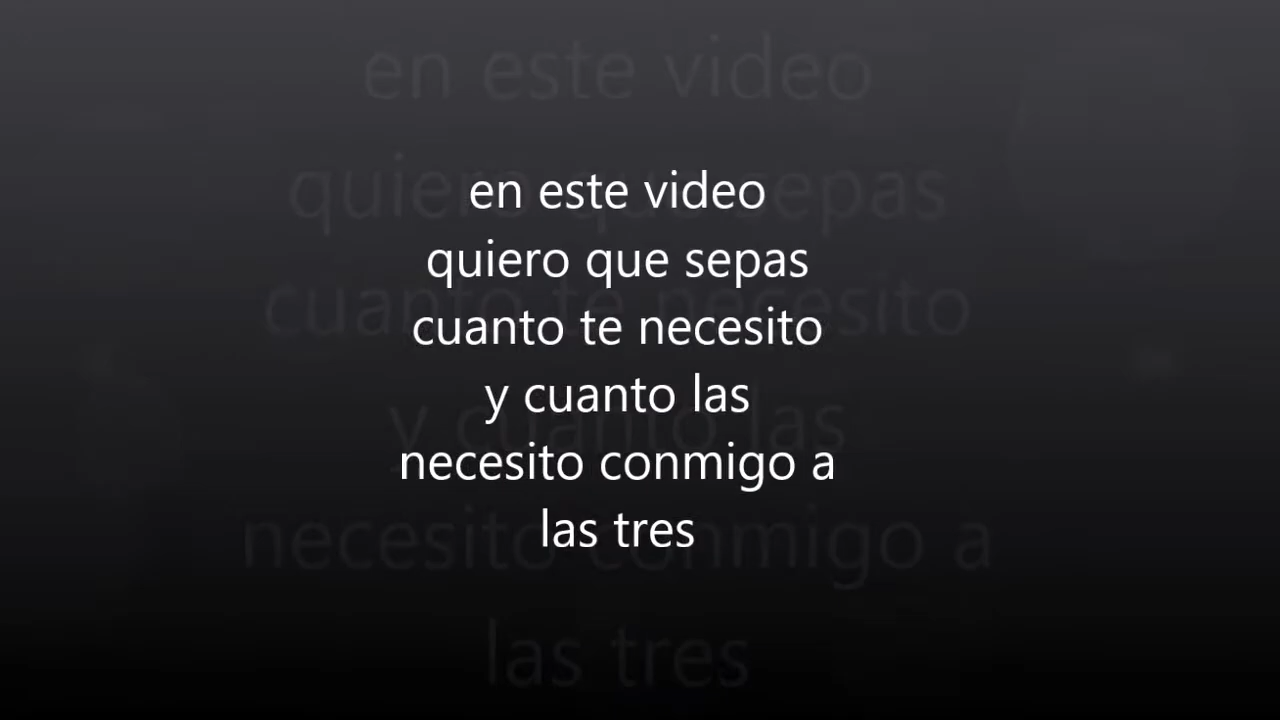 en este video
quiero que sepas
cuanto te necesito
y cuanto las
necesito conmigo a
las tres